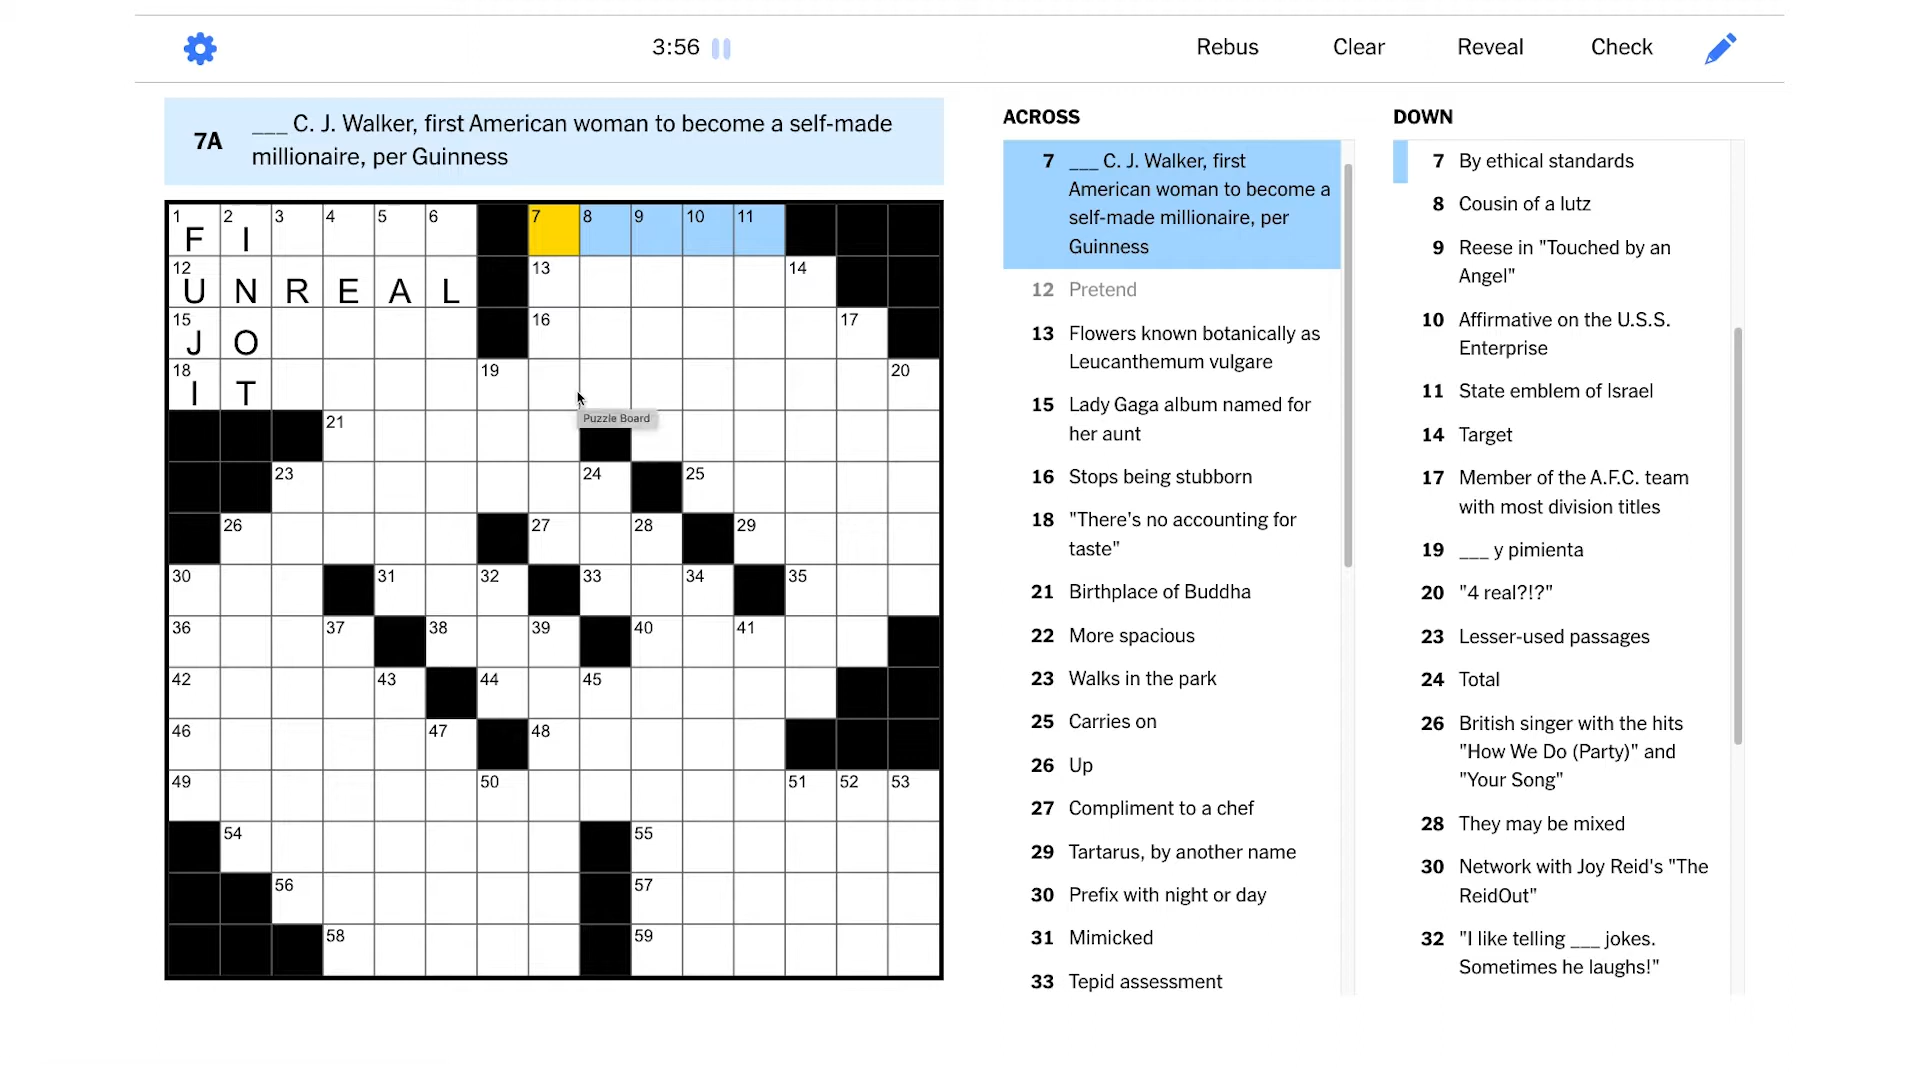 3:56
Rebus
Clear
Reveal
Check
7A
___ C. J. Walker, first American woman to become a self-made
millionaire, per Guinness
1 2 3 4 5 6 7 8 9 10 11
F I
12 13 14
U N R E A L
15 16 17
J O
18 19 20
I T
Puzzle Board
21
23 24 25
26 27 28 29
30 31 32 33 34 35
36 37 38 39 40 41
42 43 44 45
46 47 48
49 50 51 52 53
54 55
56 57
58 59
ACROSS
7 ___ C. J. Walker, first
American woman to become a
self-made millionaire, per
Guinness
12 Pretend
13 Flowers known botanically as
Leucanthemum vulgare
15 Lady Gaga album named for
her aunt
16 Stops being stubborn
18 "There's no accounting for
taste"
21 Birthplace of Buddha
22 More spacious
23 Walks in the park
25 Carries on
26 Up
27 Compliment to a chef
29 Tartarus, by another name
30 Prefix with night or day
31 Mimicked
33 Tepid assessment
DOWN
7 By ethical standards
8 Cousin of a lutz
9 Reese in "Touched by an
Angel"
10 Affirmative on the U.S.S.
Enterprise
11 State emblem of Israel
14 Target
17 Member of the A.F.C. team
with most division titles
19 ___ y pimienta
20 "4 real?!?"
23 Lesser-used passages
24 Total
26 British singer with the hits
"How We Do (Party)" and
"Your Song"
28 They may be mixed
30 Network with Joy Reid's "The
ReidOut"
32 "I like telling ___ jokes.
Sometimes he laughs!"